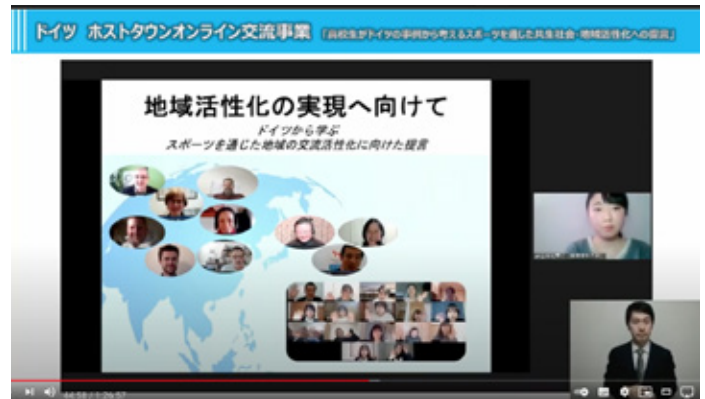 ドイツ ホストタウンオンライン交流事業 「高校生がドイツの事例から考えるスポーツを通した共生社会・地域活性化への提言」
地域活性化の実現へ向けて
ドイツから学ぶ
スポーツを通じた地域の交流活性化に向けた提言
44:58 / 1:26:57